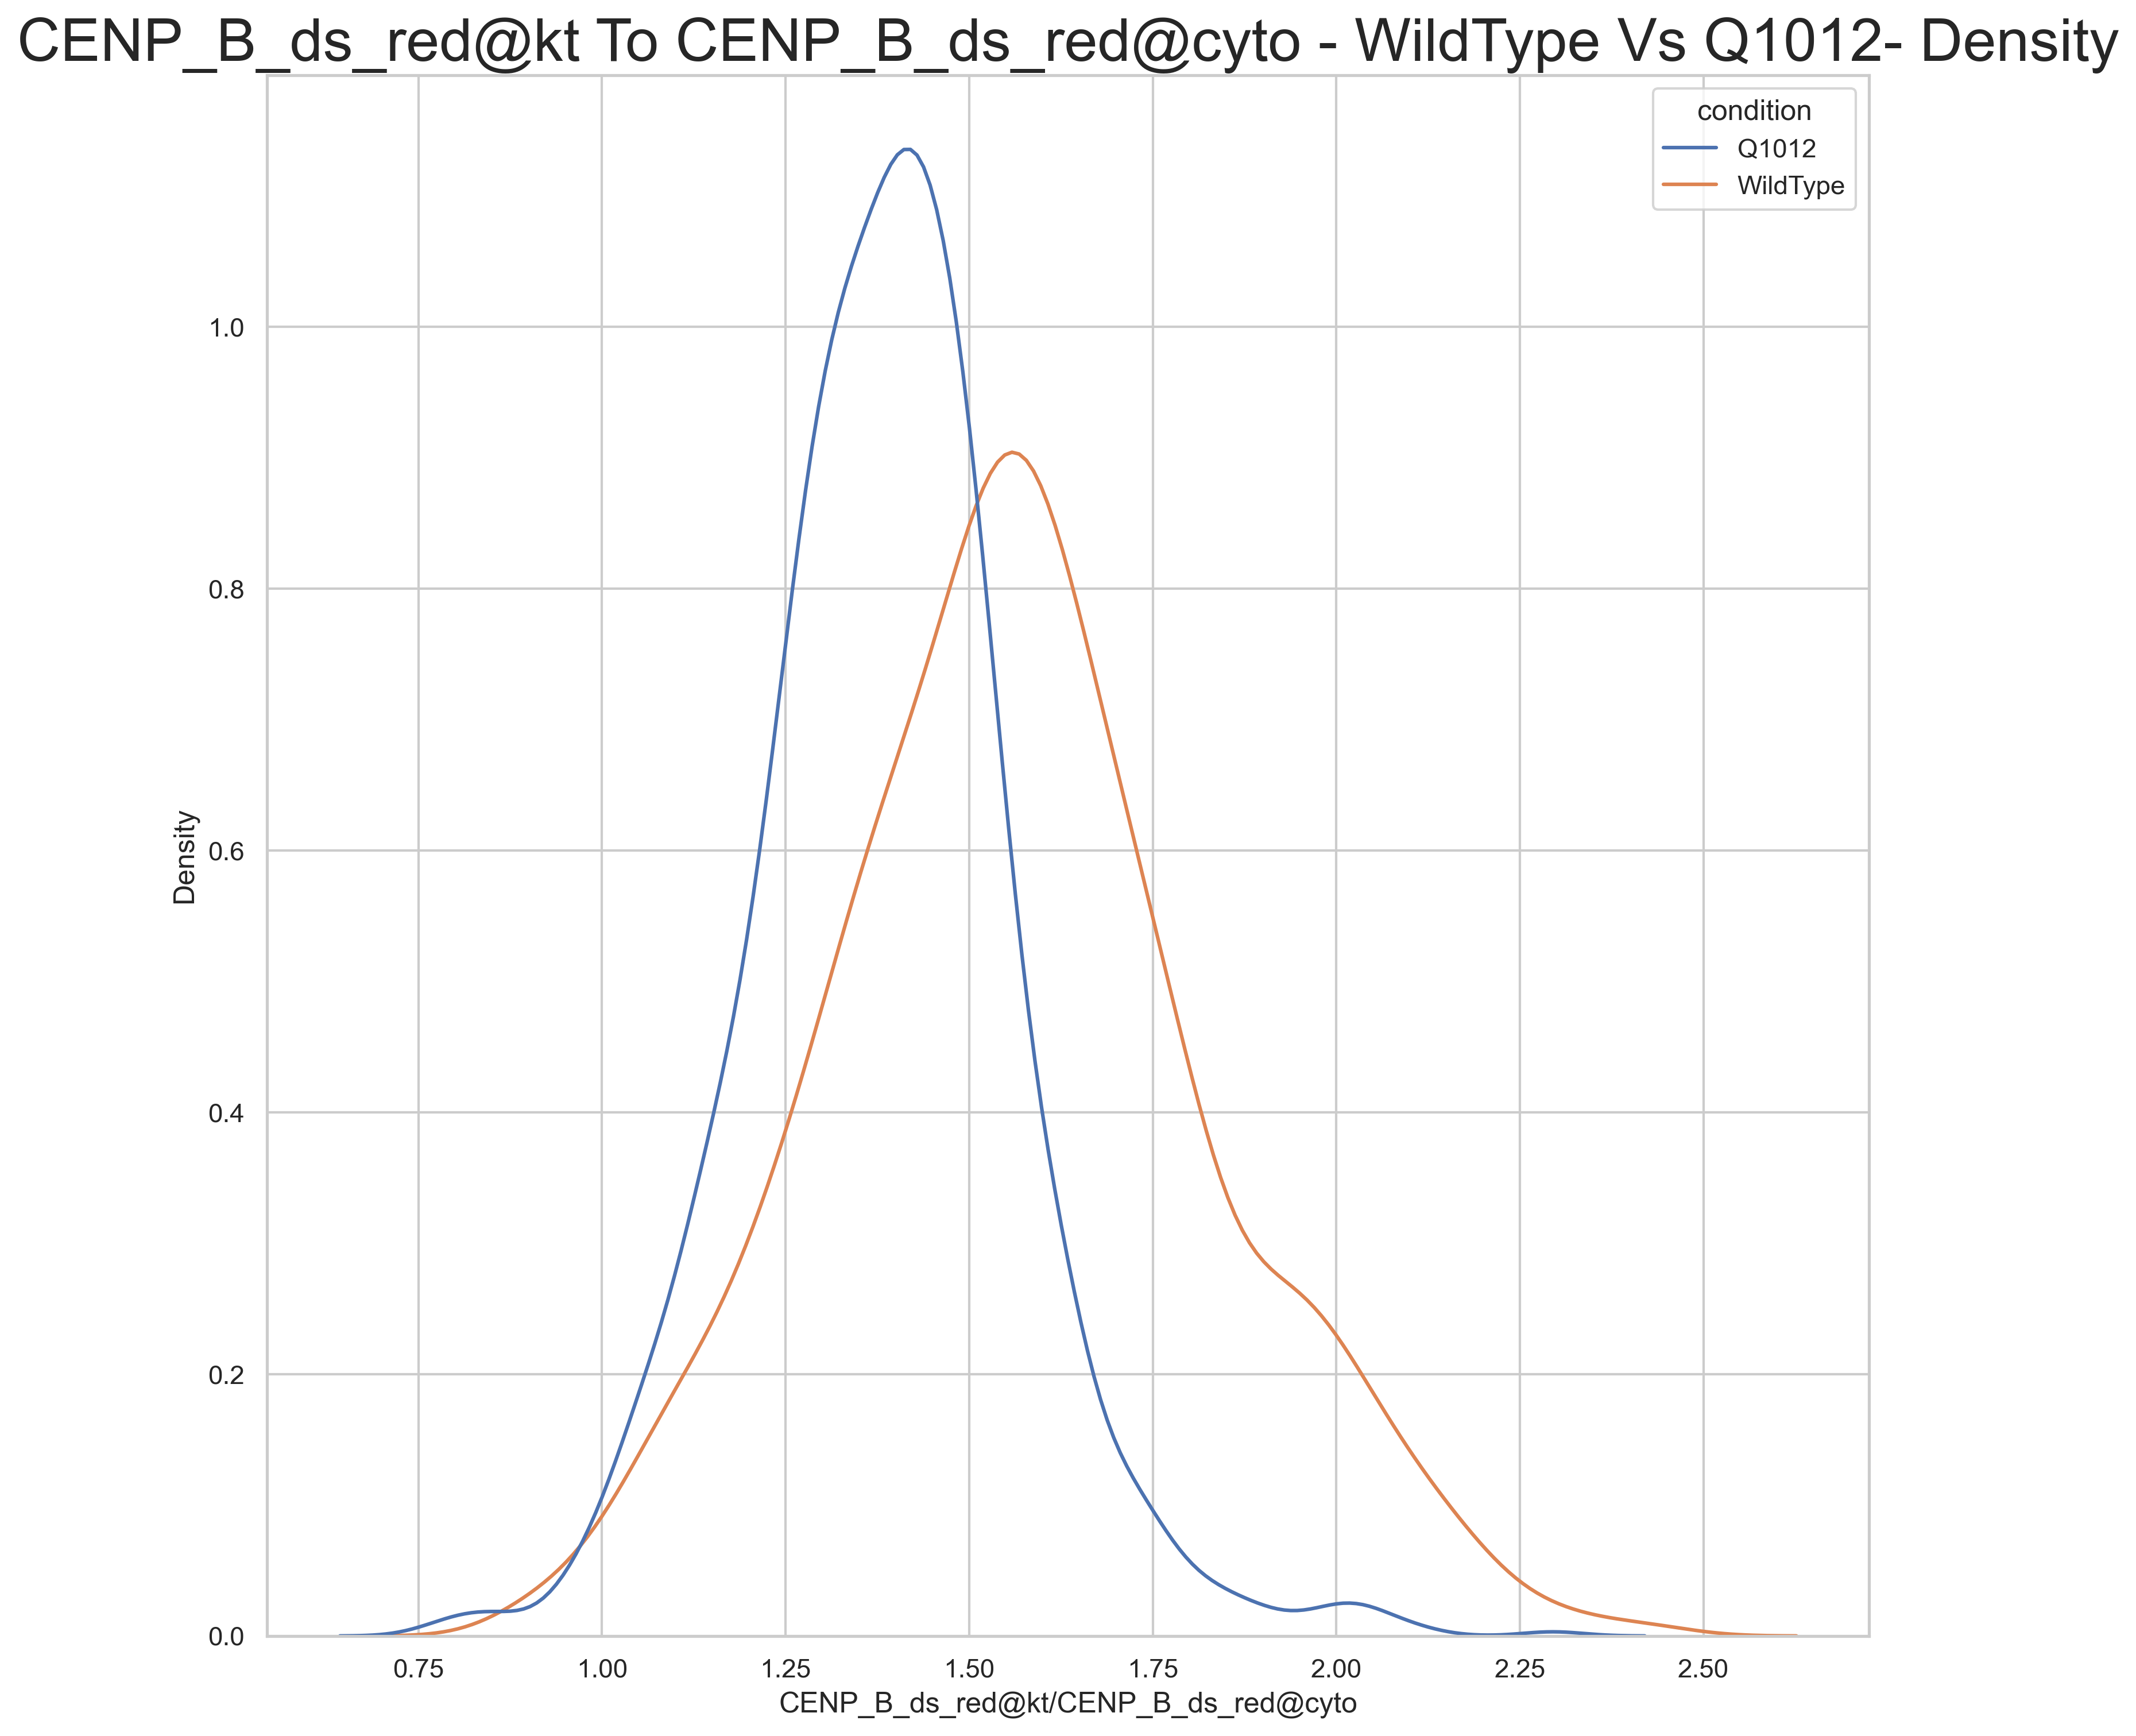 CENP_B_ds_red@kt To CENP_B_ds_red@cyto - WildType Vs Q1012- Density
condition
Q1012
WildType
1.0
0.8
0.6
0.4
0.2
0.0
Density
0.75 1.00 1.25 1.50 1.75 2.00 2.25 2.50
CENP_B_ds_red@kt/CENP_B_ds_red@cyto